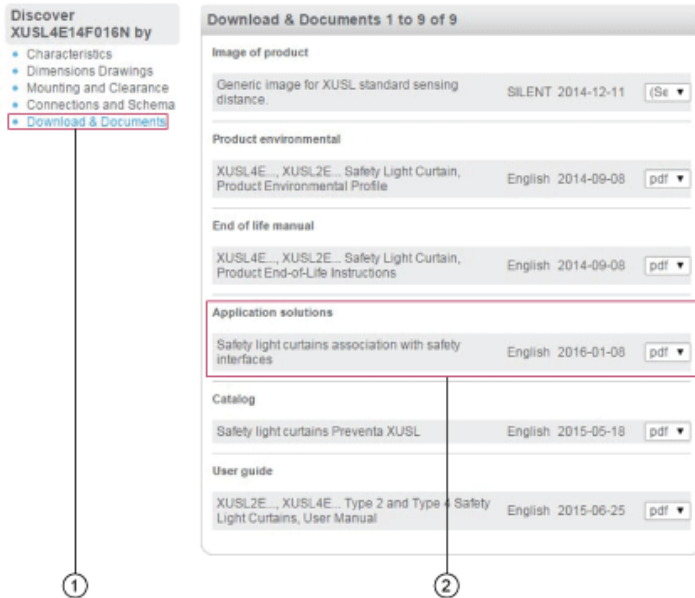 Discover
XUSL4E14F016N by
Characteristics
Dimensions Drawings
Mounting and Clearance
Connections and Schema
Download & Documents
Download & Documents 1 to 9 of 9
Image of product
Generic image for XUSL standard sensing
distance.
SILENT 2014-12-11 (Se
Product environmental
XUSL4E..., XUSL2E... Safety Light Curtain,
Product Environmental Profile
English 2014-09-08 pdf
End of life manual
XUSL4E..., XUSL2E... Safety Light Curtain,
Product End-of-Life Instructions
English 2014-09-08 pdf
Application solutions
Safety light curtains association with safety
interfaces
English 2016-01-08 pdf
Catalog
Safety light curtains Preventa XUSL English 2015-05-18 pdf
User guide
XUSL2E..., XUSL4E... Type 2 and Type 4 Safety
Light Curtains, User Manual
English 2015-06-25 pdf
1
2